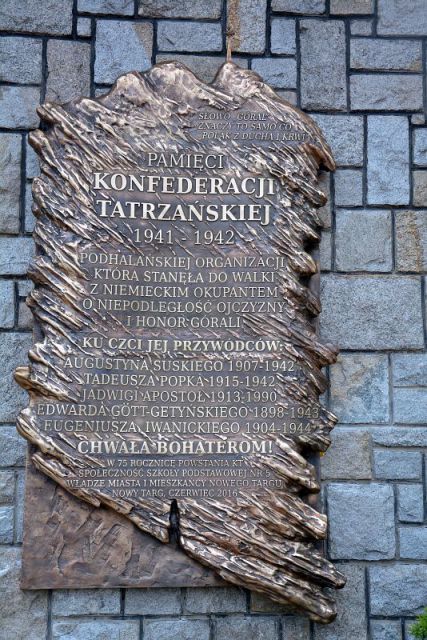 SŁOWO „GÓRAL"
ZNACZY TO SAMO CO
POLAK Z DUCHA I KRWI
PAMIĘCI
KONFEDERACJI
TATRZAŃSKIEJ
1941 - 1942
PODHALAŃSKIEJ ORGANIZACJI
KTÓRA STANĘŁA DO WALKI
Z NIEMIECKIM OKUPANTEM
O NIEPODLEGŁOŚĆ OJCZYZNY
I HONOR GÓRALI
KU CZCI JEJ PRZYWÓDCÓW:
AUGUSTYNA SUSKIEGO 1907-1942
TADEUSZA POPKA 1915-1942
JADWIGI APOSTOŁ 1913-1990
EDWARDA GÖTT-GETYŃSKIEGO 1898-1943
EUGENIUSZA IWANICKIEGO 1904-1944
CHWAŁA BOHATEROM!
W 75 ROCZNICĘ POWSTANIA KT
SPOŁECZNOŚĆ SZKOŁY PODSTAWOWEJ NR 5
WŁADZE MIASTA I MIESZKAŃCY NOWEGO TARGU
NOWY TARG, CZERWIEC 2016